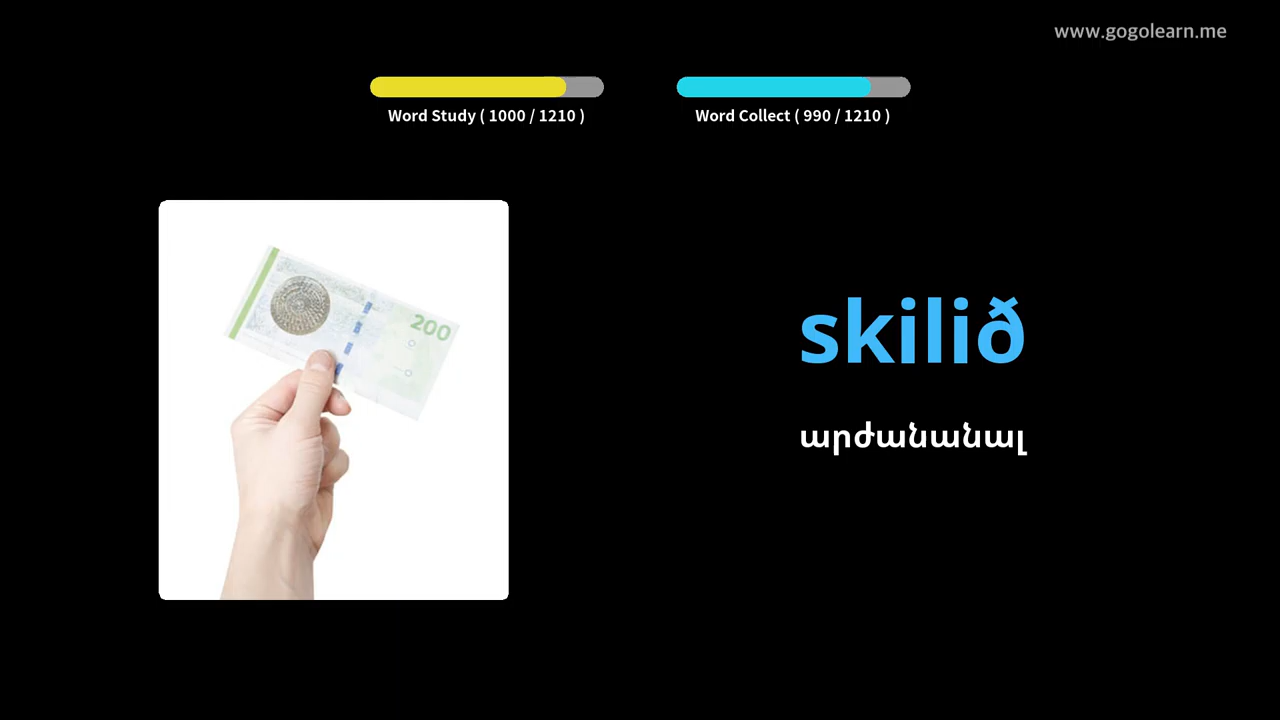 www.gogolearn.me
Word Study ( 1000 / 1210 )
Word Collect ( 990 / 1210 )
200
skilið
արժանանալ